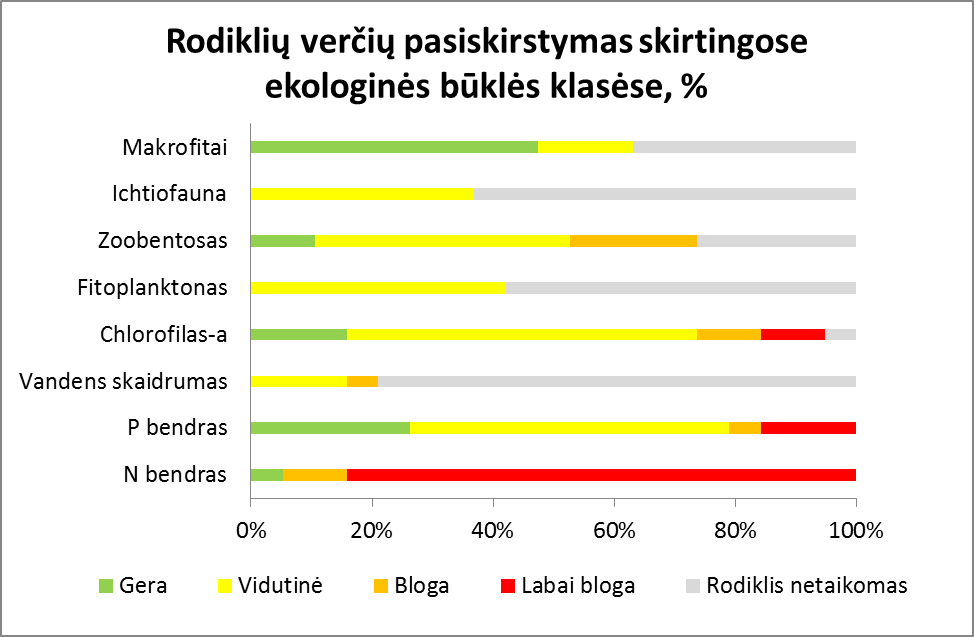 Rodiklių verčių pasiskirstymas skirtingose
ekologinės būklės klasėse, %
Makrofitai
Ichtiofauna
Zoobentosas
Fitoplanktonas
Chlorofilas-a
Vandens skaidrumas
P bendras
N bendras
0% 20% 40% 60% 80% 100%
Gera Vidutinė Bloga Labai bloga Rodiklis netaikomas